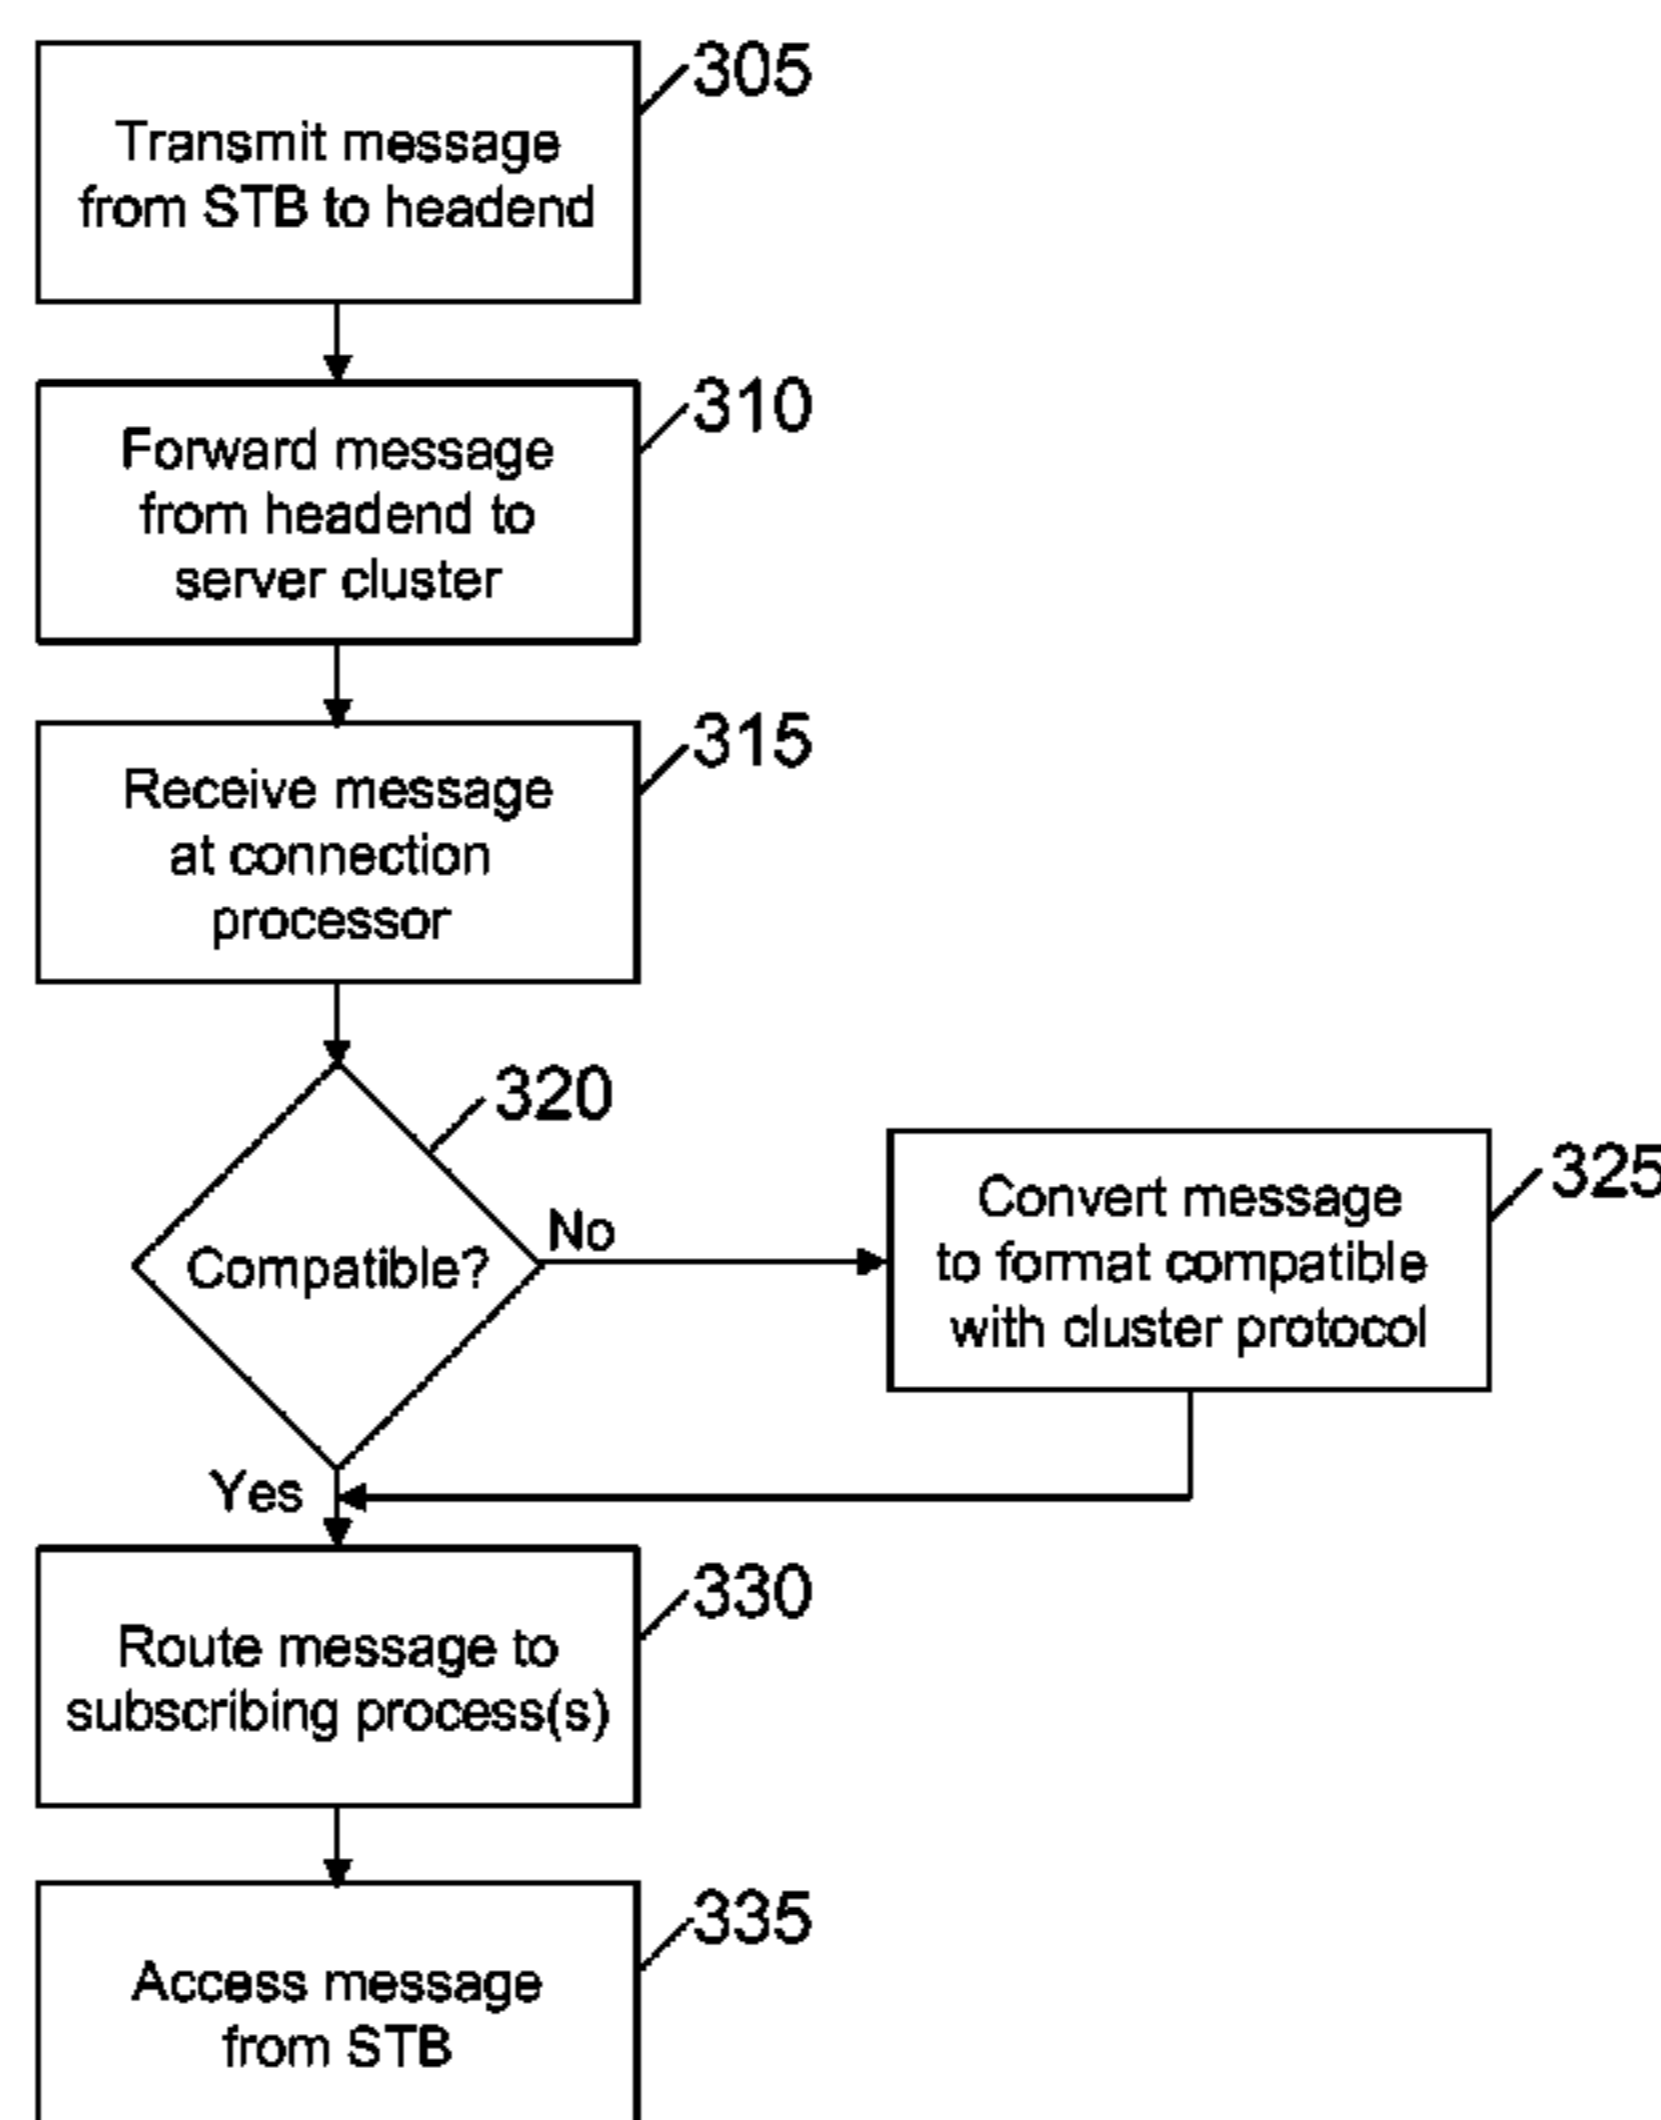 305
Transmit message
from STB to headend
310
Forward message
from headend to
server cluster
315
Receive message
at connection
processor
320
Compatible?
No
325
Convert message
to format compatible
with cluster protocol
Yes
330
Route message to
subscribing process(s)
335
Access message
from STB